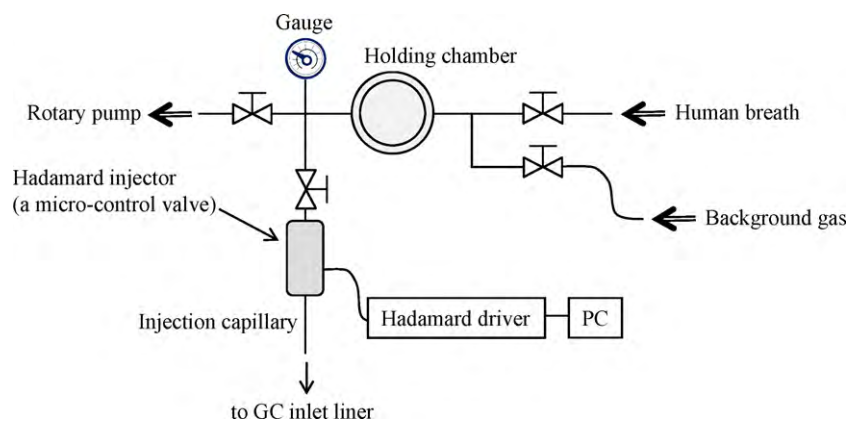 Gauge
Holding chamber
Rotary pump
Human breath
Hadamard injector
(a micro-control valve)
Background gas
Injection capillary
Hadamard driver
PC
to GC inlet liner